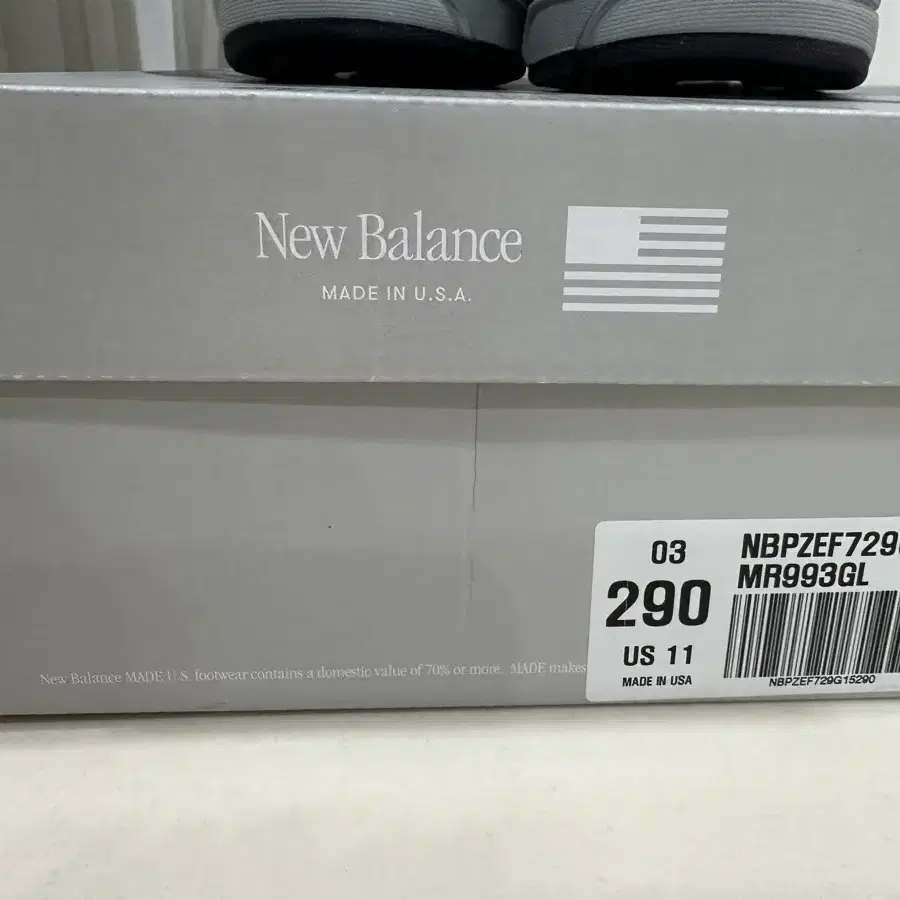 New Balance
MADE IN U.S.A.
03
290
US 11
MADE IN USA
NBPZEF729
MR993GL
NBPZEF729G15290
New Balance MADE U.S. footwear contains a domestic value of 70% or more. MADE makes